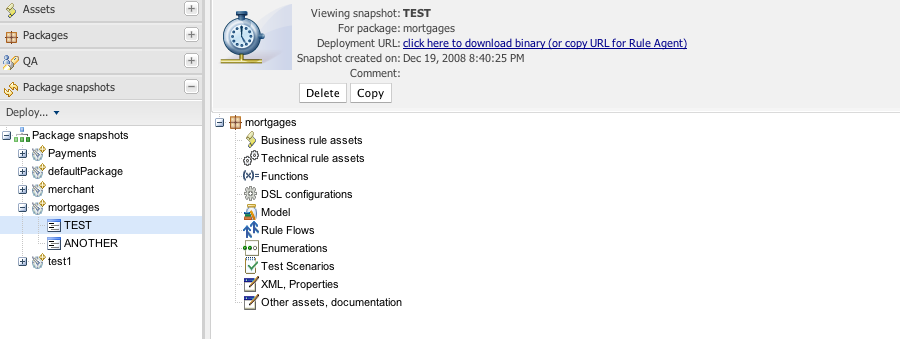 Assets
Packages
QA
Package snapshots
Deploy...
Package snapshots
Payments
defaultPackage
merchant
mortgages
TEST
ANOTHER
test1
Viewing snapshot: TEST
For package: mortgages
Deployment URL: click here to download binary (or copy URL for Rule Agent)
Snapshot created on: Dec 19, 2008 8:40:25 PM
Comment:
Delete Copy
mortgages
Business rule assets
Technical rule assets
Functions
DSL configurations
Model
Rule Flows
Enumerations
Test Scenarios
XML, Properties
Other assets, documentation